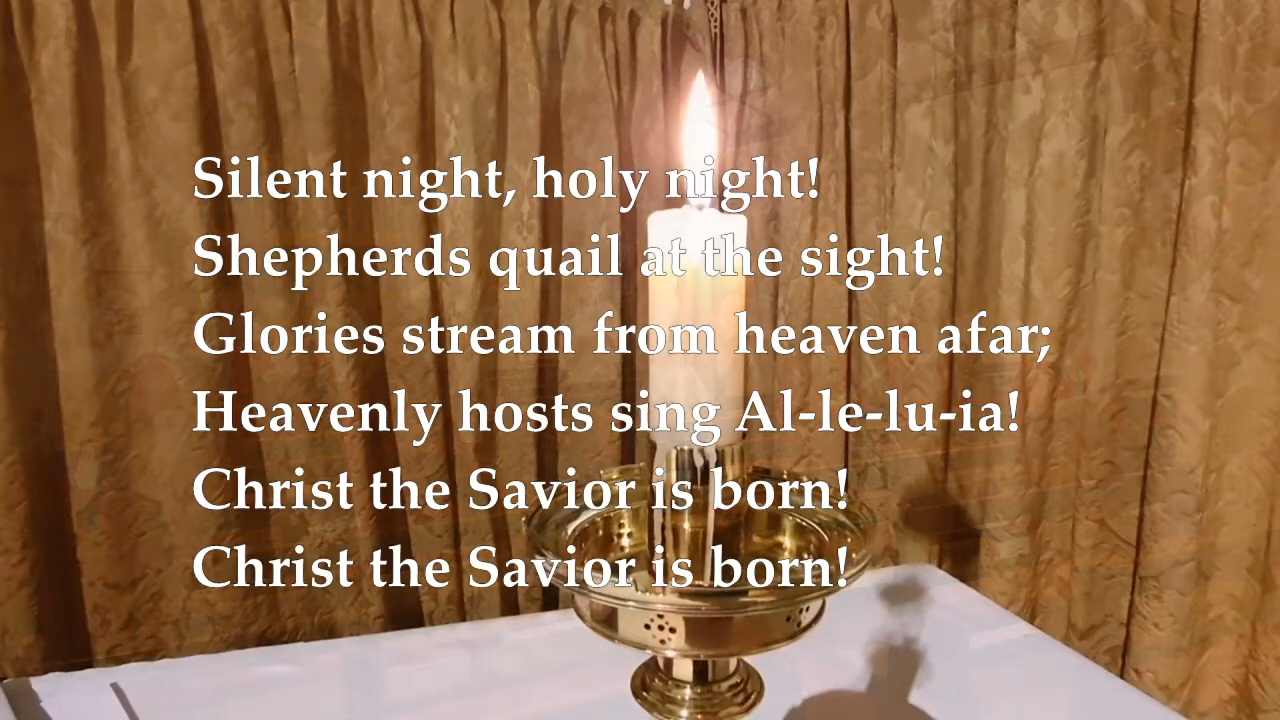 Silent night, holy night!
Shepherds quail at the sight!
Glories stream from heaven afar;
Heavenly hosts sing Al-le-lu-ia!
Christ the Savior is born!
Christ the Savior is born!